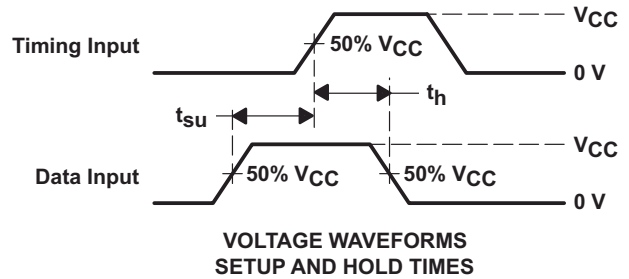 V_CC
Timing Input
50% V_CC
0 V
t_h
t_su
V_CC
Data Input
50% V_CC
50% V_CC
0 V
VOLTAGE WAVEFORMS
SETUP AND HOLD TIMES